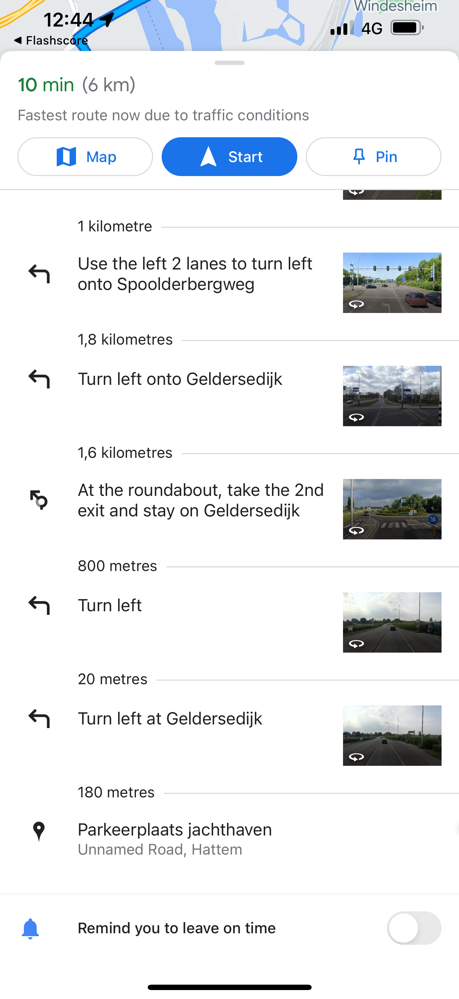 Windesheim
12:44
4G
◀ Flashscore
10 min (6 km)
Fastest route now due to traffic conditions
Map
Start
Pin
1 kilometre
Use the left 2 lanes to turn left
onto Spoolderbergweg
1,8 kilometres
Turn left onto Geldersedijk
1,6 kilometres
At the roundabout, take the 2nd
exit and stay on Geldersedijk
800 metres
Turn left
20 metres
Turn left at Geldersedijk
180 metres
Parkeerplaats jachthaven
Unnamed Road, Hattem
Remind you to leave on time